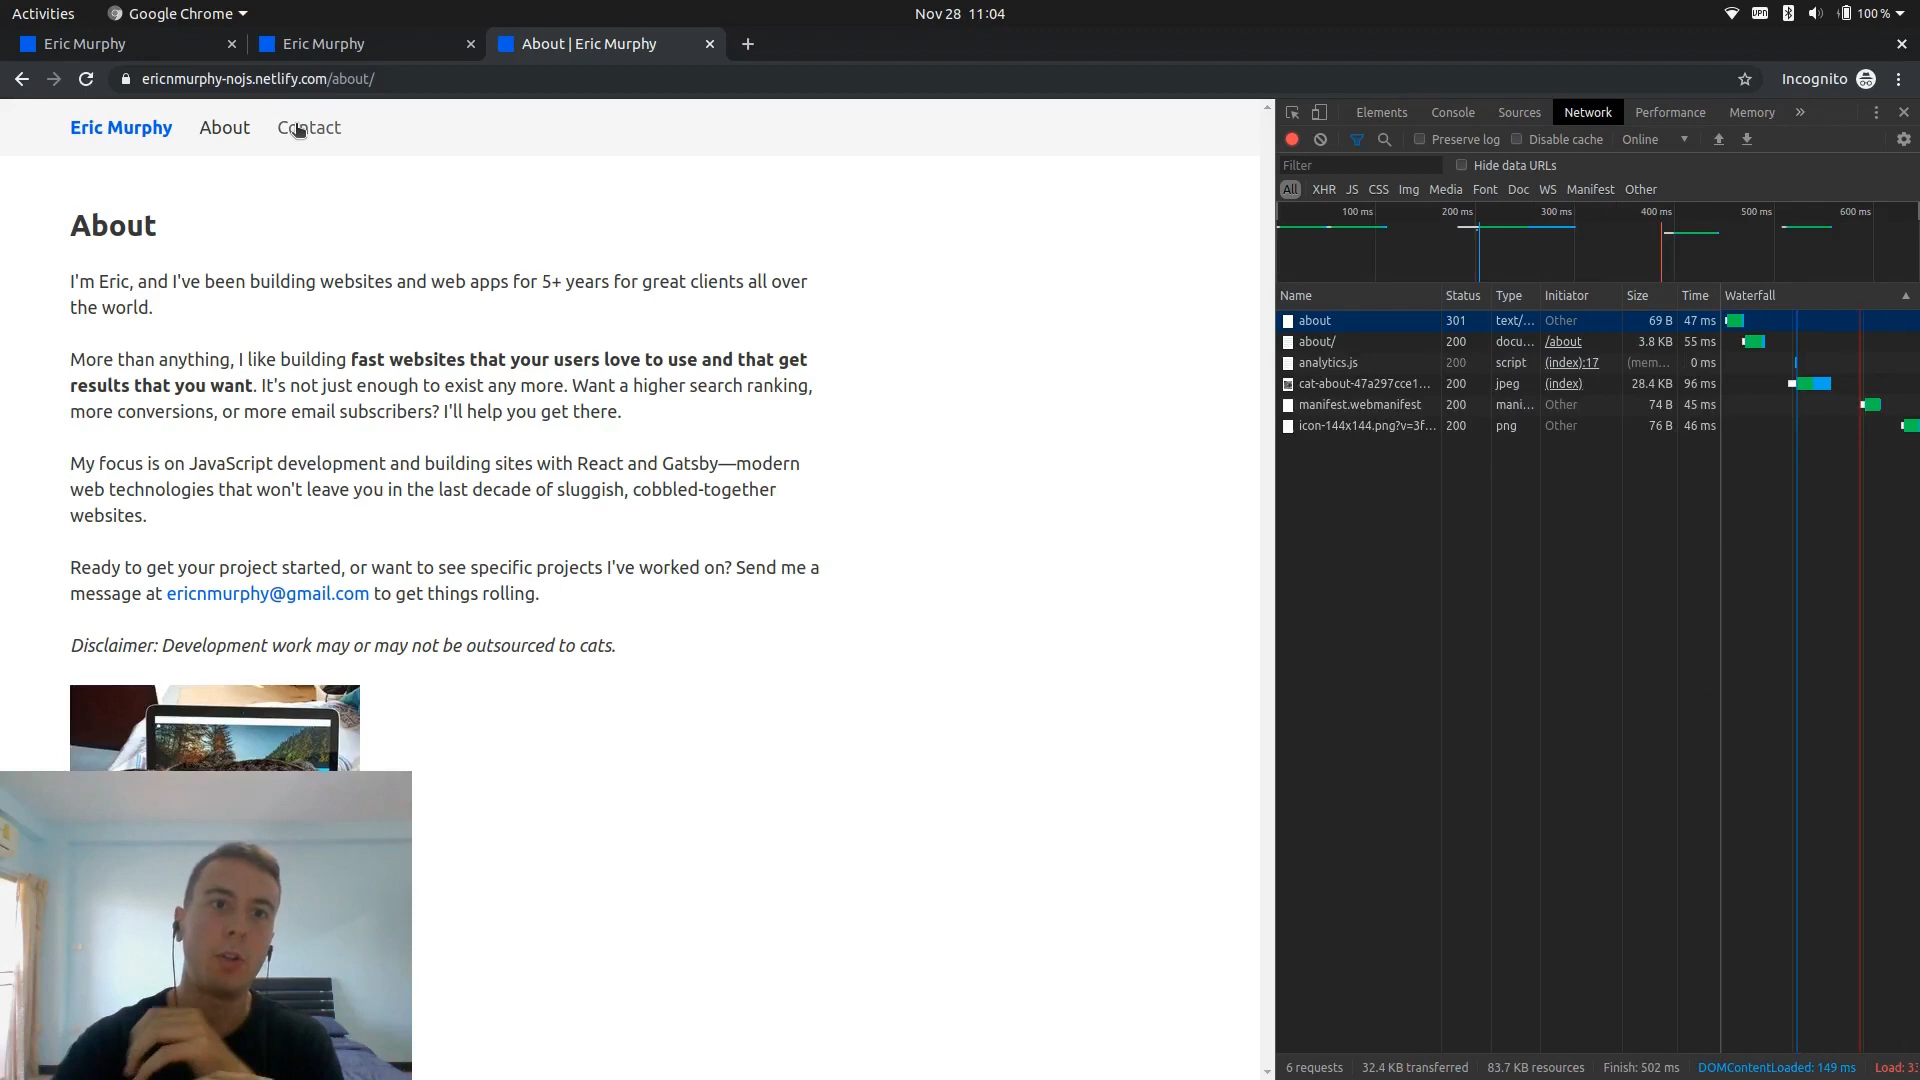 Activities
Google Chrome
Nov 28 11:04
VPN
100 %
Eric Murphy
Eric Murphy
About | Eric Murphy
ericnmurphy-nojs.netlify.com/about/
Incognito
Eric Murphy
About
Contact
About
I'm Eric, and I've been building websites and web apps for 5+ years for great clients all over
the world.
More than anything, I like building fast websites that your users love to use and that get
results that you want. It's not just enough to exist any more. Want a higher search ranking,
more conversions, or more email subscribers? I'll help you get there.
My focus is on JavaScript development and building sites with React and Gatsby—modern
web technologies that won't leave you in the last decade of sluggish, cobbled-together
websites.
Ready to get your project started, or want to see specific projects I've worked on? Send me a
message at ericnmurphy@gmail.com to get things rolling.
Disclaimer: Development work may or may not be outsourced to cats.
Elements Console Sources Network Performance Memory
Preserve log Disable cache Online
Filter Hide data URLs
All XHR JS CSS Img Media Font Doc WS Manifest Other
100 ms 200 ms 300 ms 400 ms 500 ms 600 ms
Name Status Type Initiator Size Time Waterfall
about 301 text/... Other 69 B 47 ms
about/ 200 docu... /about 3.8 KB 55 ms
analytics.js 200 script (index):17 (mem... 0 ms
cat-about-47a297cce1... 200 jpeg (index) 28.4 KB 96 ms
manifest.webmanifest 200 mani... Other 74 B 45 ms
icon-144x144.png?v=3f... 200 png Other 76 B 46 ms
6 requests 32.4 KB transferred 83.7 KB resources Finish: 502 ms DOMContentLoaded: 149 ms Load: 33